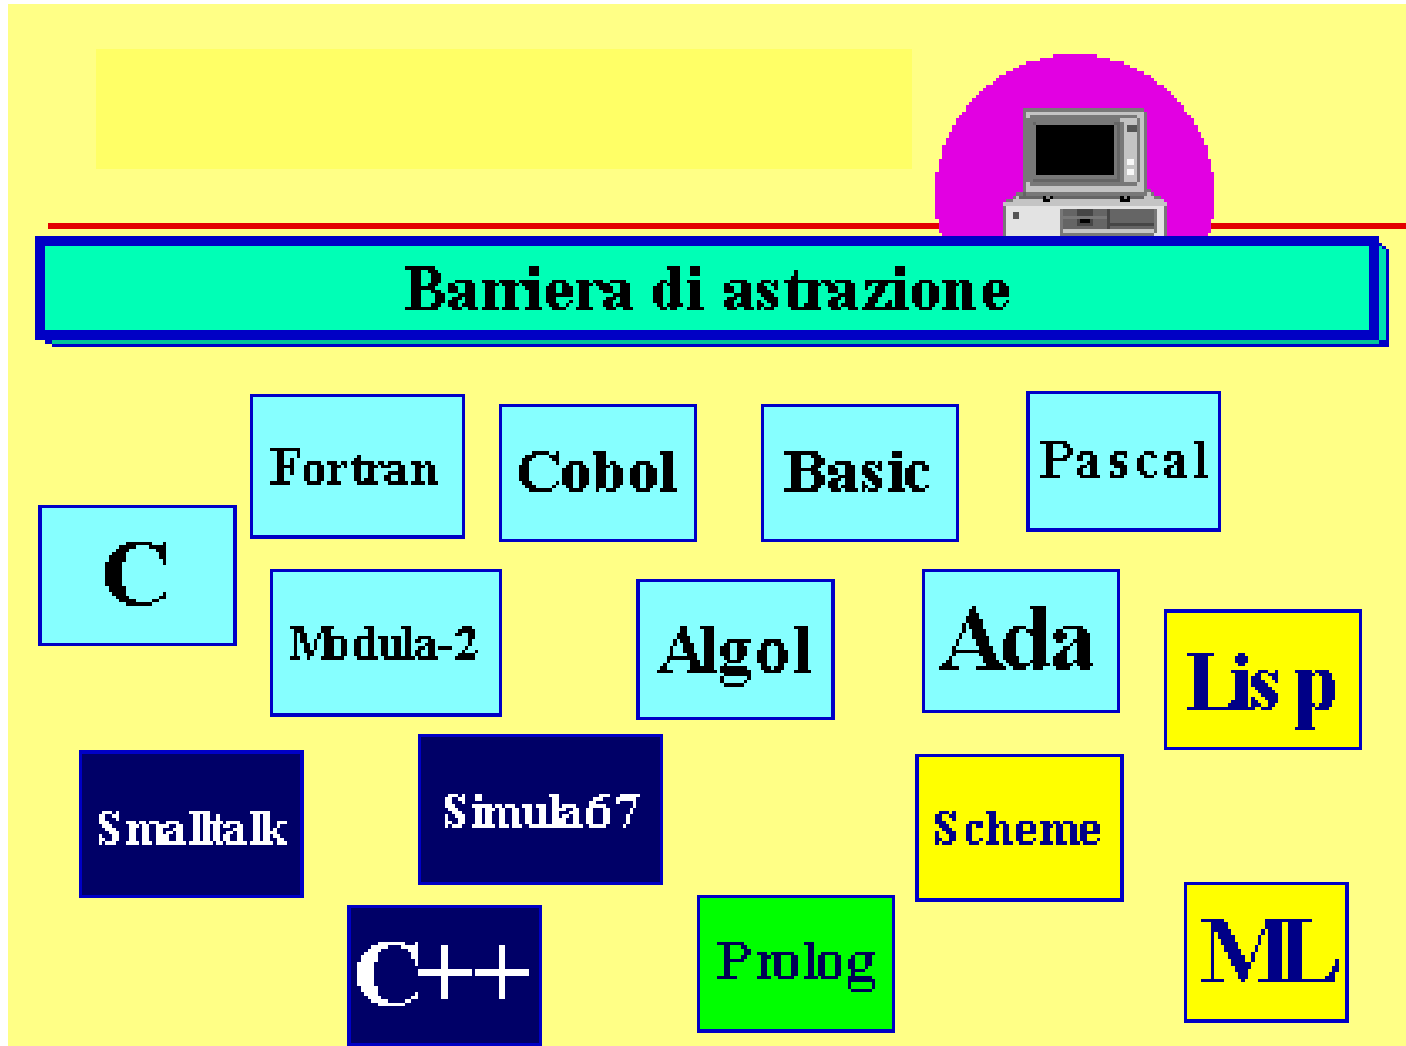 Barriera di astrazione
Fortran
Cobol
Basic
Pascal
C
Modula-2
Algol
Ada
Lisp
Smalltalk
Simula67
Scheme
C++
Prolog
ML